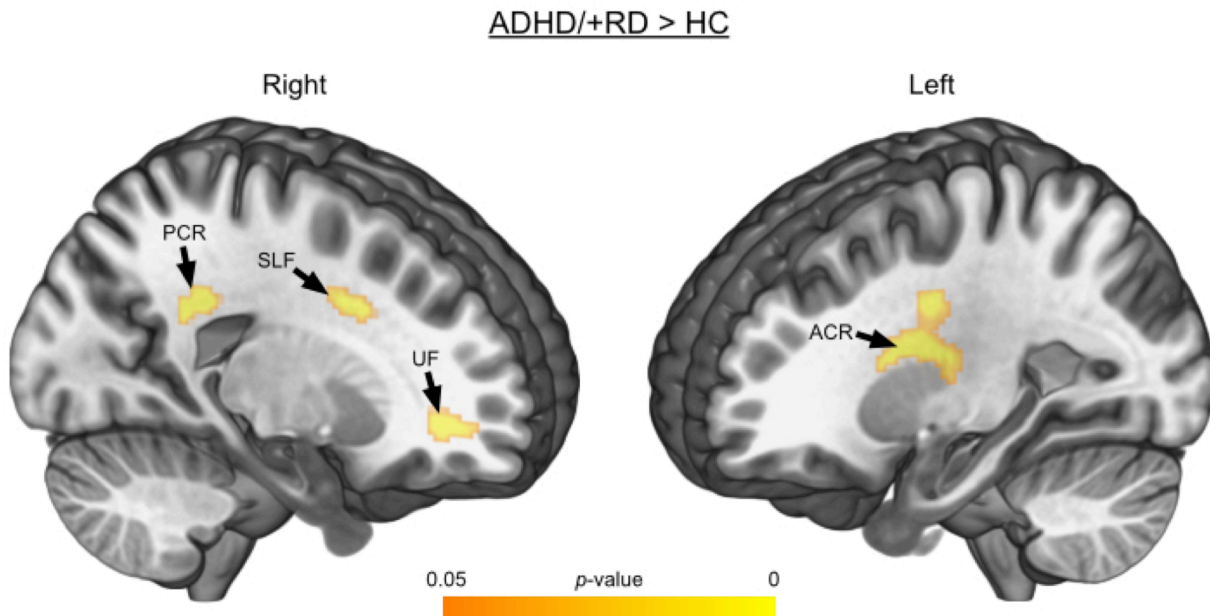 ADHD/+RD > HC
Right
Left
PCR
SLF
UF
ACR
0.05 p-value 0